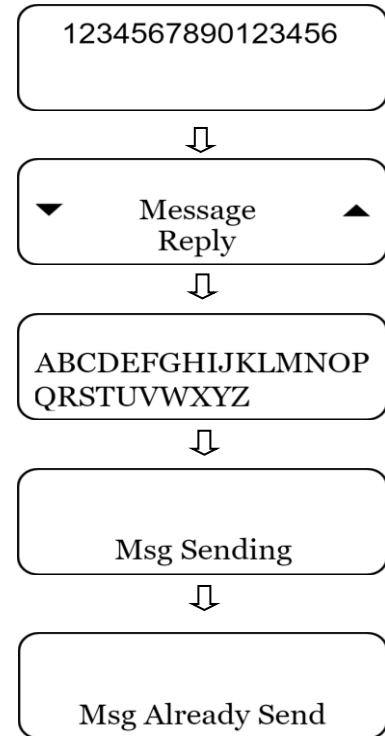 1234567890123456
Message
Reply
ABCDEFGHIJKLMNOP
QRSTUVWXYZ
Msg Sending
Msg Already Send